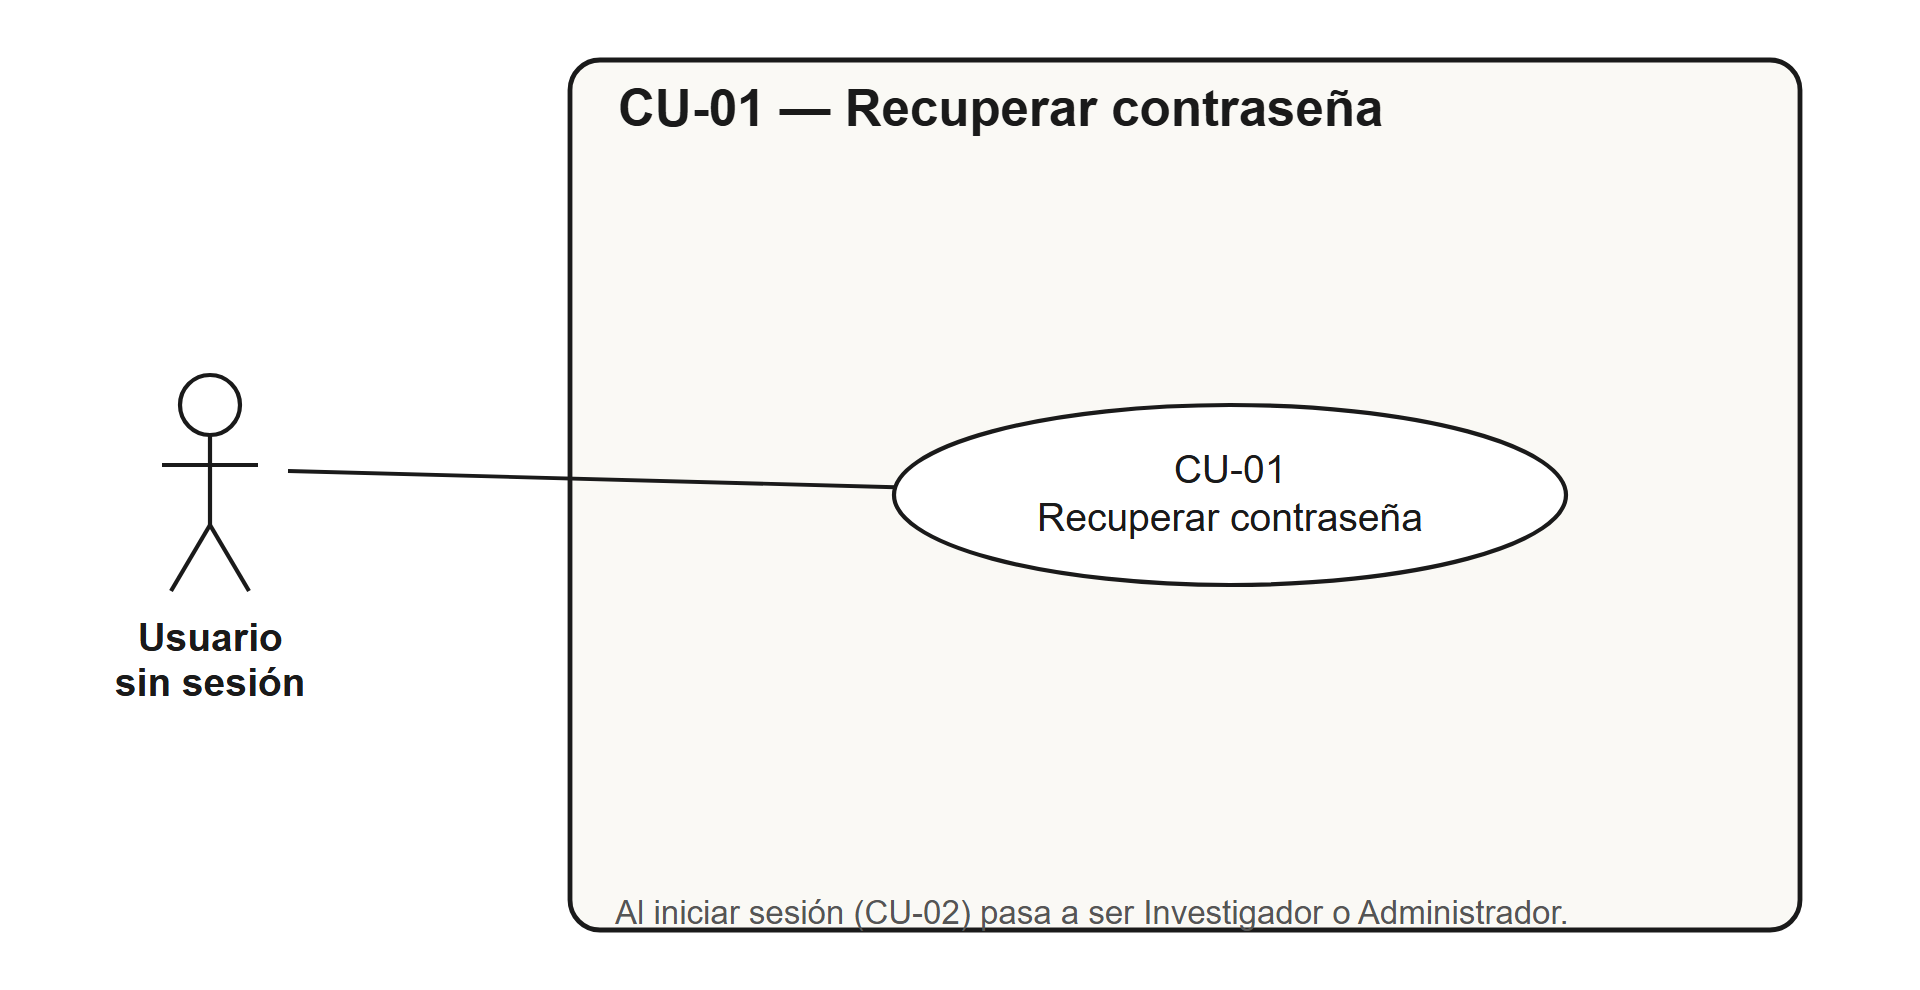 CU-01 — Recuperar contraseña
CU-01
Recuperar contraseña
Usuario
sin sesión
Al iniciar sesión (CU-02) pasa a ser Investigador o Administrador.